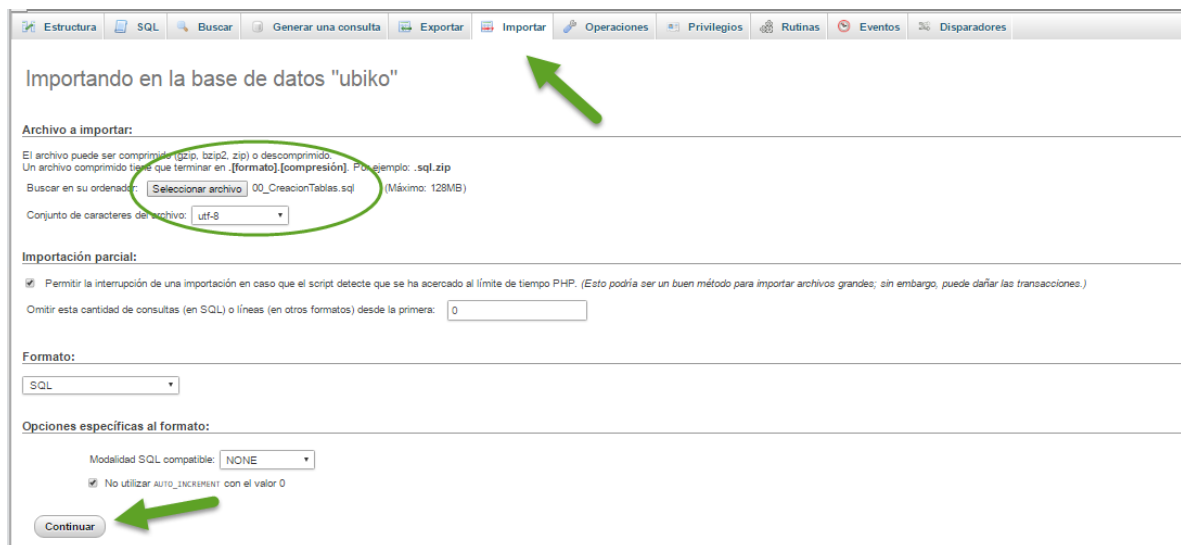 Estructura SQL Buscar Generar una consulta Exportar Importar Operaciones Privilegios Rutinas Eventos Disparadores
Importando en la base de datos "ubiko"
Archivo a importar:
El archivo puede ser comprimido (gzip, bzip2, zip) o descomprimido.
Un archivo comprimido tiene que terminar en .[formato].[compresión]. Por ejemplo: .sql.zip
Buscar en su ordenador: Seleccionar archivo 00_CreacionTablas.sql (Máximo: 128MB)
Conjunto de caracteres del archivo: utf-8
Importación parcial:
Permitir la interrupción de una importación en caso que el script detecte que se ha acercado al límite de tiempo PHP. (Esto podría ser un buen método para importar archivos grandes; sin embargo, puede dañar las transacciones.)
Omitir esta cantidad de consultas (en SQL) o líneas (en otros formatos) desde la primera: 0
Formato:
SQL
Opciones específicas al formato:
Modalidad SQL compatible: NONE
No utilizar AUTO_INCREMENT con el valor 0
Continuar